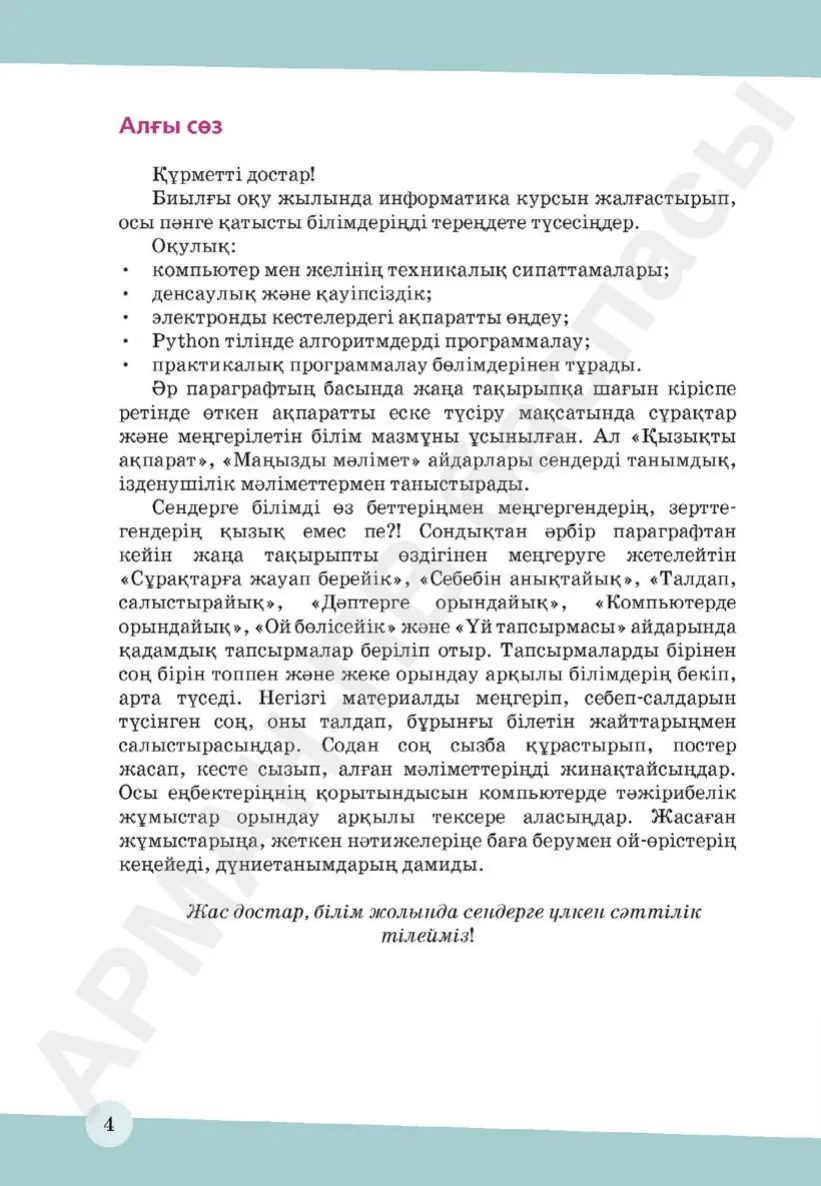 Алғы сөз
Құрметті достар!
Биылғы оқу жылында информатика курсын жалғастырып,
осы пәнге қатысты білімдеріңді тереңдете түсесіңдер.
Оқулық:
• компьютер мен желінің техникалық сипаттамалары;
• денсаулық және қауіпсіздік;
• электронды кестелердегі ақпаратты өңдеу;
• Python тілінде алгоритмдерді программалау;
• практикалық программалау бөлімдерінен тұрады.
Әр параграфтың басында жаңа тақырыпқа шағын кіріспе
ретінде өткен ақпаратты еске түсіру мақсатында сұрақтар
және меңгерілетін білім мазмұны ұсынылған. Ал «Қызықты
ақпарат», «Маңызды мәлімет» айдарлары сендерді танымдық,
ізденушілік мәліметтермен таныстырады.
Сендерге білімді өз беттеріңмен меңгергендерің, зертте-
гендерің қызық емес пе?! Сондықтан әрбір параграфтан
кейін жаңа тақырыпты өздігінен меңгеруге жетелейтін
«Сұрақтарға жауап берейік», «Себебін анықтайық», «Талдап,
салыстырайық», «Дәптерге орындайық», «Компьютерде
орындайық», «Ой бөлісейік» және «Үй тапсырмасы» айдарында
қадамдық тапсырмалар беріліп отыр. Тапсырмаларды бірінен
соң бірін топпен және жеке орындау арқылы білімдерің бекіп,
арта түседі. Негізгі материалды меңгеріп, себеп-салдарын
түсінген соң, оны талдап, бұрынғы білетін жайттарыңмен
салыстырасыңдар. Содан соң сызба құрастырып, постер
жасап, кесте сызып, алған мәліметтеріңді жинақтайсыңдар.
Осы еңбектеріңнің қорытындысын компьютерде тәжірибелік
жұмыстар орындау арқылы тексере аласыңдар. Жасаған
жұмыстарыңа, жеткен нәтижелеріңе баға берумен ой-өрістерің
кеңейеді, дүниетанымдарың дамиды.
Жас достар, білім жолында сендерге үлкен сәттілік
тілейміз!
4
АРМАН-ПВ баспасы